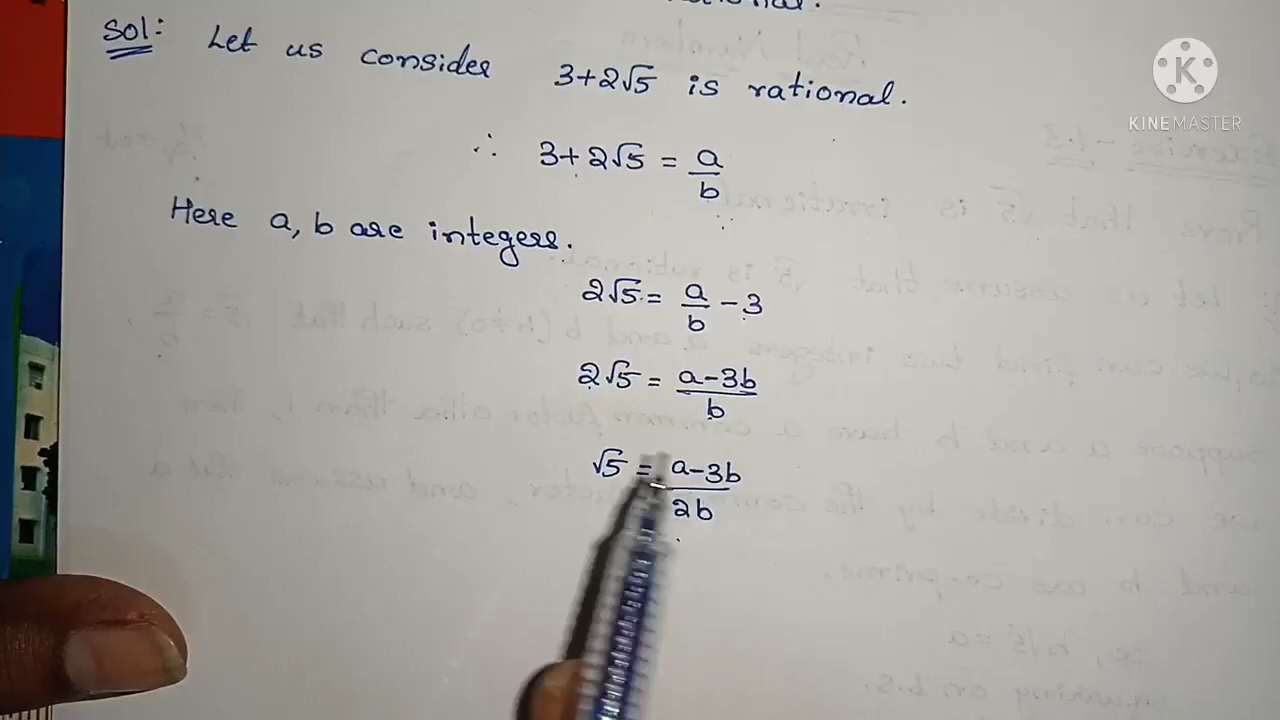 Sol: Let us consider 3+2√5 is rational.
∴ 3+2√5 = a/b
Here a, b are integers.
2√5 = a/b - 3
2√5 = a-3b/b
√5 = a-3b/2b
KINEMASTER